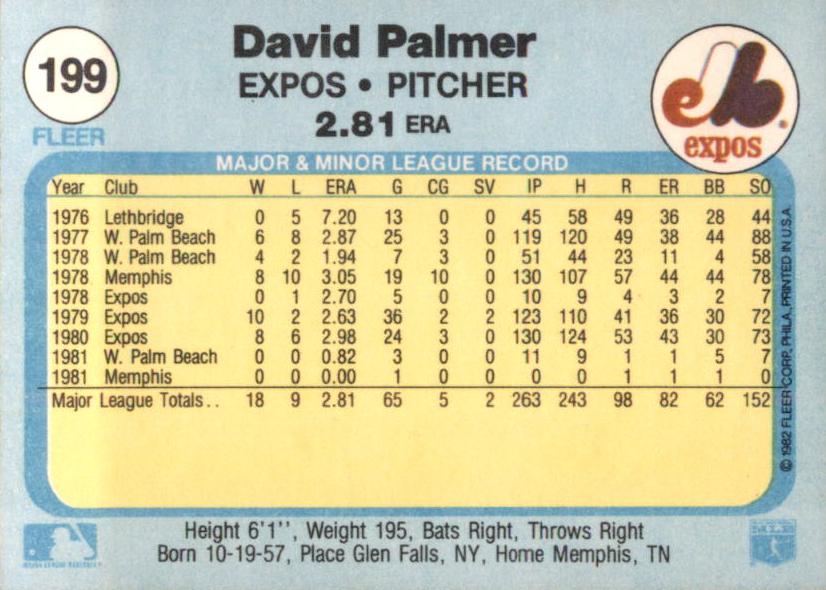 199
FLEER
David Palmer
EXPOS • PITCHER
2.81 ERA
expos
MAJOR & MINOR LEAGUE RECORD
Year Club W L ERA G CG SV IP H R ER BB SO
1976 Lethbridge 0 5 7.20 13 0 0 45 58 49 36 28 44
1977 W. Palm Beach 6 8 2.87 25 3 0 119 120 49 38 44 88
1978 W. Palm Beach 4 2 1.94 7 3 0 51 44 23 11 4 58
1978 Memphis 8 10 3.05 19 10 0 130 107 57 44 44 78
1978 Expos 0 1 2.70 5 0 0 10 9 4 3 2 7
1979 Expos 10 2 2.63 36 2 2 123 110 41 36 30 72
1980 Expos 8 6 2.98 24 3 0 130 124 53 43 30 73
1981 W. Palm Beach 0 0 0.82 3 0 0 11 9 1 1 5 7
1981 Memphis 0 0 0.00 1 0 0 0 0 1 1 1 0
Major League Totals.. 18 9 2.81 65 5 2 263 243 98 82 62 152
© 1982 FLEER CORP. PHILA. PRINTED IN U.S.A.
Height 6'1'', Weight 195, Bats Right, Throws Right
Born 10-19-57, Place Glen Falls, NY, Home Memphis, TN